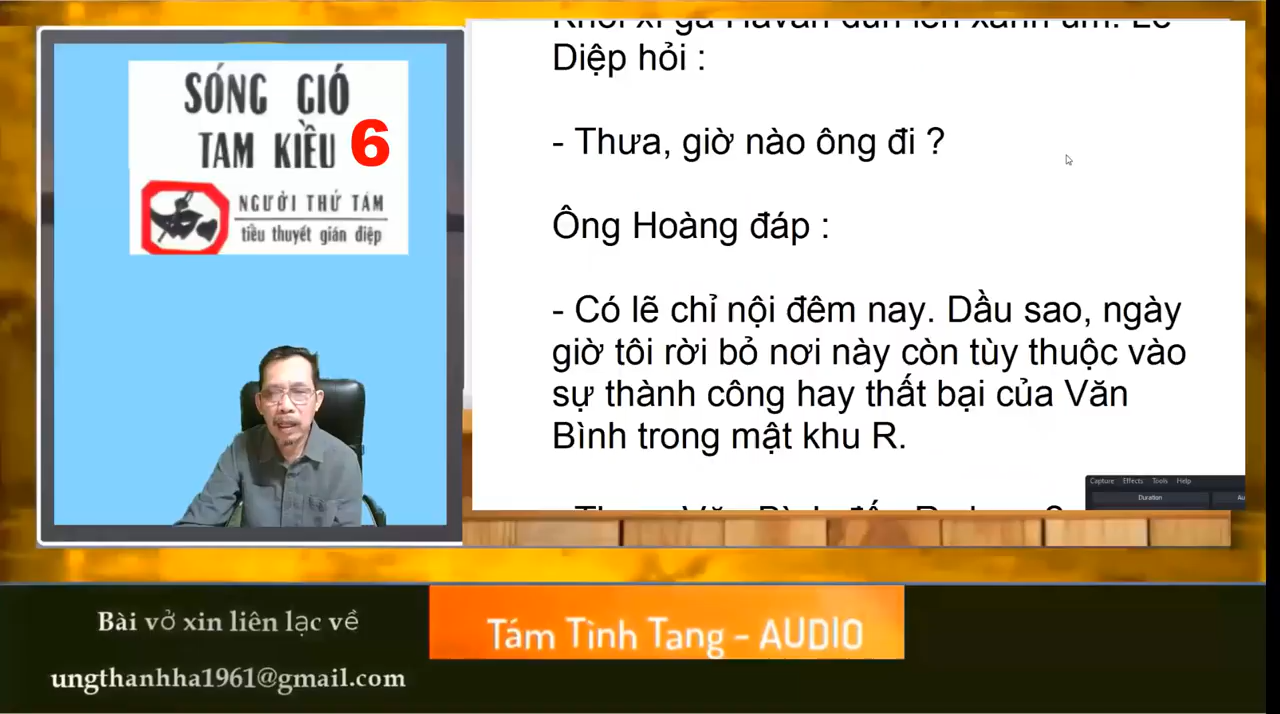 SÓNG GIÓ
TAM KIỀU 6
NGƯỜI THỨ TÁM
tiểu thuyết gián điệp
Diệp hỏi :
- Thưa, giờ nào ông đi ?
Ông Hoàng đáp :
- Có lẽ chỉ nội đêm nay. Dầu sao, ngày
giờ tôi rời bỏ nơi này còn tùy thuộc vào
sự thành công hay thất bại của Văn
Bình trong mật khu R.
Capture Effects Tools Help
Duration
Bài vở xin liên lạc về
ungthanhha1961@gmail.com
Tám Tình Tang - AUDIO